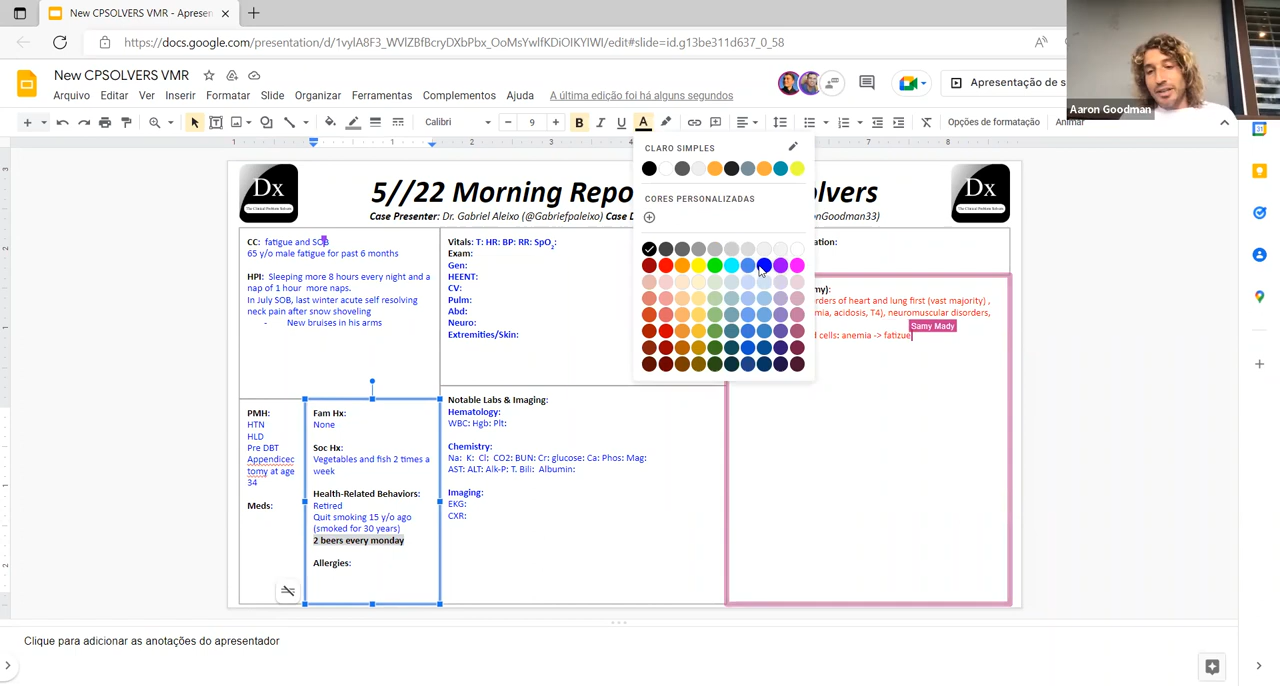 New CPSOLVERS VMR - Apresen
https://docs.google.com/presentation/d/1vylA8F3_WVlZBfBcryDXbPbx_OoMsYwlfKDiOIKYIWI/edit#slide=id.g13be311d637_0_58
New CPSOLVERS VMR
Arquivo
Ver
Inserir
Slide
Organizar
Ferramentas
Ajuda
A última edição foi há alguns segundos
Apresentação de s
Aaron Goodman
Calibri
9
Opções de formatação
Animar
CLARO SIMPLES
CORES PERSONALIZADAS
Dx
5//22 Morning Repo
olvers
Case Presenter: Dr. Gabriel Aleixo (@Gabriefpaleixo) Case D
onGoodman33)
Dx
CC: fatigue and SOB
65 y/o male fatigue for past 6 months
HPI: Sleeping more 8 hours every night and a
nap of 1 hour more naps.
In July SOB, last winter acute self resolving
neck pain after snow shoveling
- New bruises in his arms
Vitals: T: HR: BP: RR: SpO2:
Exam:
Gen:
HEENT:
CV:
Pulm:
Abd:
Neuro:
Extremities/Skin:
ation:
my):
rders of heart and lung first (vast majority) ,
mia, acidosis, T4), neuromuscular disorders,
Samy Mady
d cells: anemia -> fatizue
PMH:
HTN
HLD
Pre DBT
Appendicec
tomy at age
34
Meds:
Fam Hx:
None
Soc Hx:
Vegetables and fish 2 times a
week
Health-Related Behaviors:
Retired
Quit smoking 15 y/o ago
(smoked for 30 years)
2 beers every monday
Allergies:
Notable Labs & Imaging:
Hematology:
WBC: Hgb: Plt:
Chemistry:
Na: K: Cl: CO2: BUN: Cr: glucose: Ca: Phos: Mag:
AST: ALT: Alk-P: T. Bili: Albumin:
Imaging:
EKG:
CXR:
Clique para adicionar as anotações do apresentador